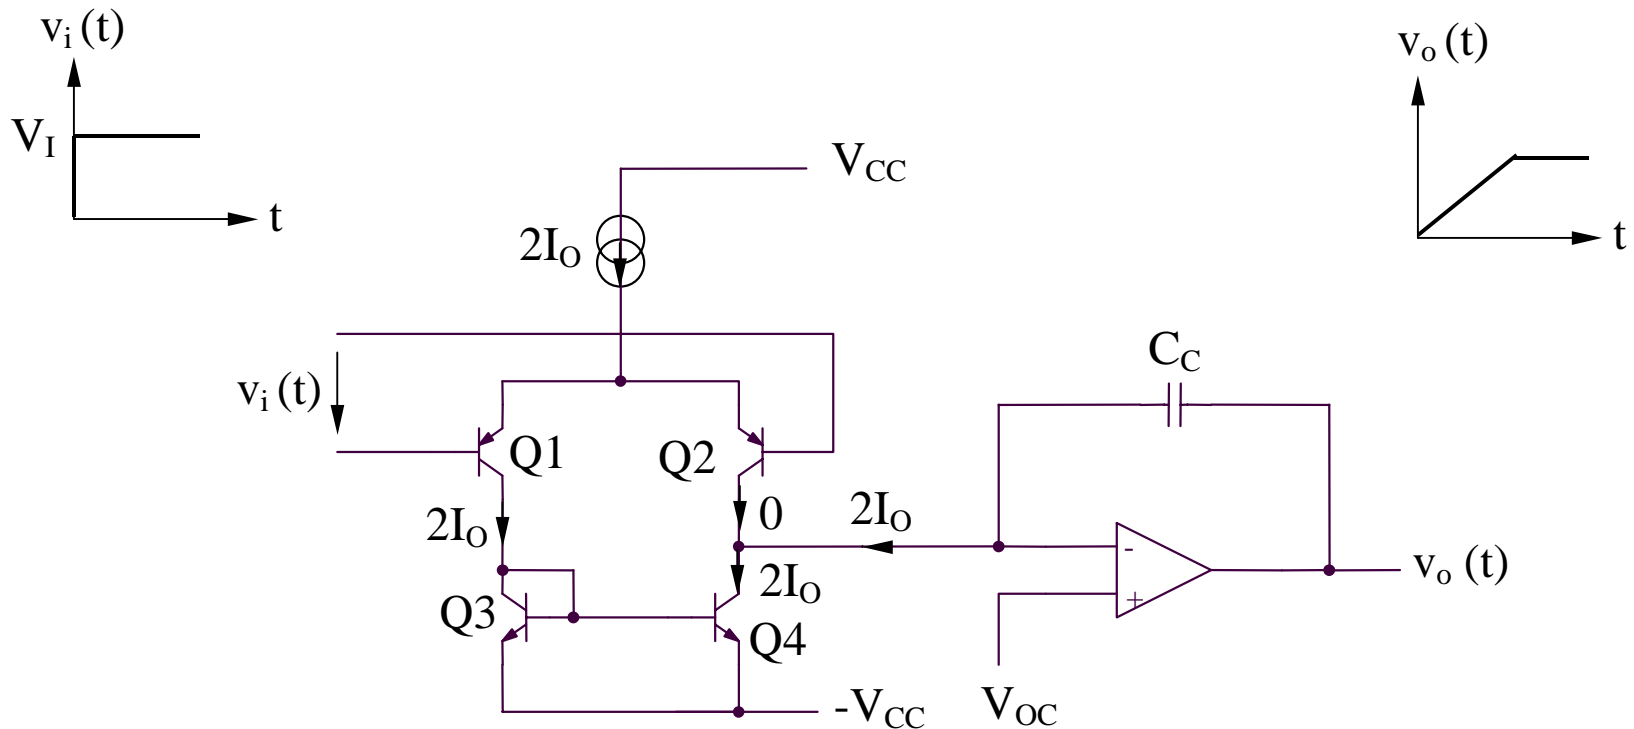 vi (t)
VI
t
vo (t)
t
VCC
2IO
vi (t)
Q1
Q2
CC
2IO
0
2IO
2IO
Q3
Q4
-
+
vo (t)
VOC
-VCC